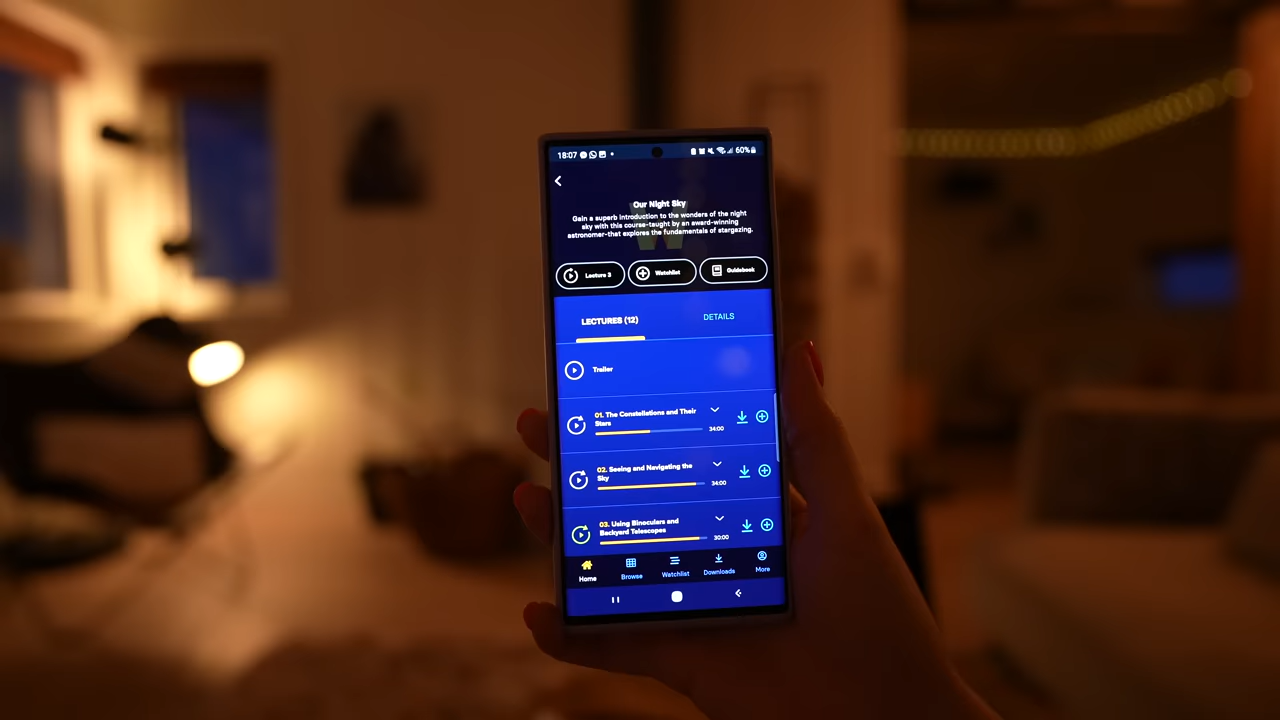 18:07
60%
Our Night Sky
Gain a superb introduction to the wonders of the night
sky with this course-taught by an award-winning
astronomer-that explores the fundamentals of stargazing.
Lecture 3
Watchlist
Guidebook
LECTURES (12)
DETAILS
Trailer
01. The Constellations and Their
Stars
34:00
02. Seeing and Navigating the
Sky
34:00
03. Using Binoculars and
Backyard Telescopes
30:00
Home
Browse
Watchlist
Downloads
More